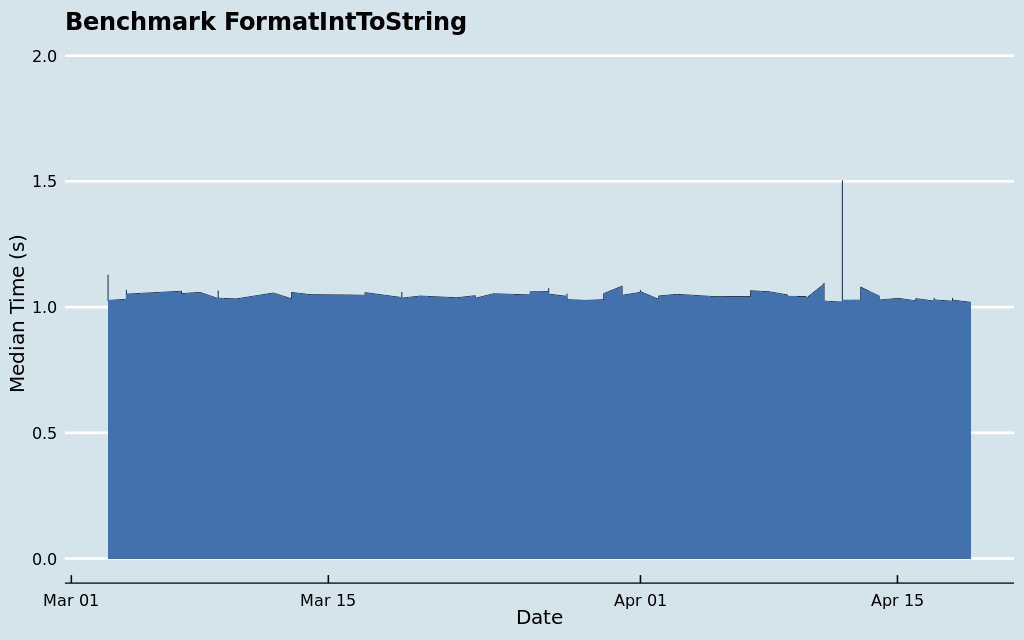 Benchmark FormatIntToString
2.0
1.5
1.0
0.5
0.0
Median Time (s)
Mar 01
Mar 15
Apr 01
Apr 15
Date